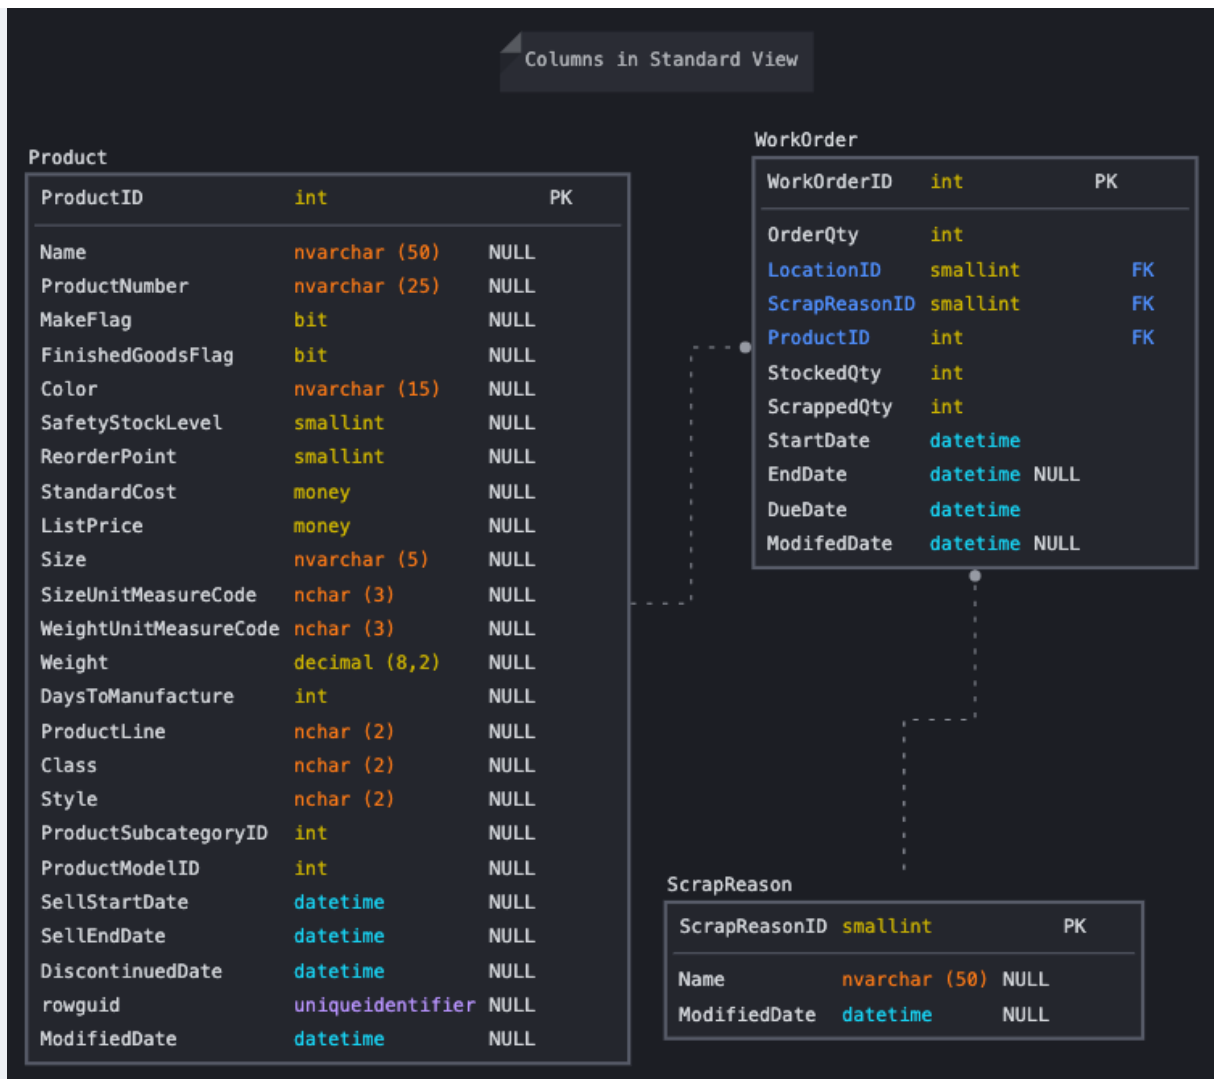 Columns in Standard View
Product
ProductID int PK
Name nvarchar (50) NULL
ProductNumber nvarchar (25) NULL
MakeFlag bit NULL
FinishedGoodsFlag bit NULL
Color nvarchar (15) NULL
SafetyStockLevel smallint NULL
ReorderPoint smallint NULL
StandardCost money NULL
ListPrice money NULL
Size nvarchar (5) NULL
SizeUnitMeasureCode nchar (3) NULL
WeightUnitMeasureCode nchar (3) NULL
Weight decimal (8,2) NULL
DaysToManufacture int NULL
ProductLine nchar (2) NULL
Class nchar (2) NULL
Style nchar (2) NULL
ProductSubcategoryID int NULL
ProductModelID int NULL
SellStartDate datetime NULL
SellEndDate datetime NULL
DiscontinuedDate datetime NULL
rowguid uniqueidentifier NULL
ModifiedDate datetime NULL
WorkOrder
WorkOrderID int PK
OrderQty int
LocationID smallint FK
ScrapReasonID smallint FK
ProductID int FK
StockedQty int
ScrappedQty int
StartDate datetime
EndDate datetime NULL
DueDate datetime
ModifedDate datetime NULL
ScrapReason
ScrapReasonID smallint PK
Name nvarchar (50) NULL
ModifiedDate datetime NULL